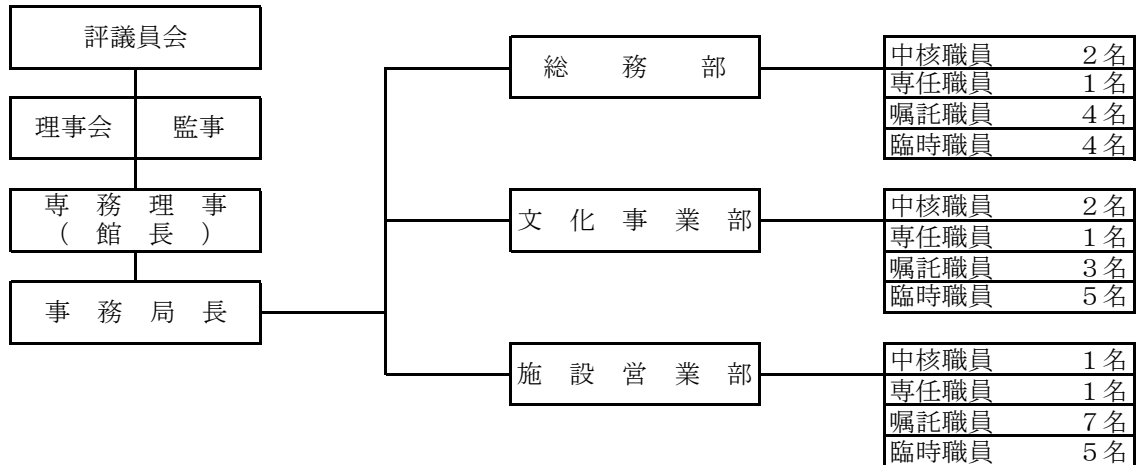 評議員会
理事会 監事
専務理事
(館長)
事務局長
総務部
中核職員 2名
専任職員 1名
嘱託職員 4名
臨時職員 4名
文化事業部
中核職員 2名
専任職員 1名
嘱託職員 3名
臨時職員 5名
施設営業部
中核職員 1名
専任職員 1名
嘱託職員 7名
臨時職員 5名